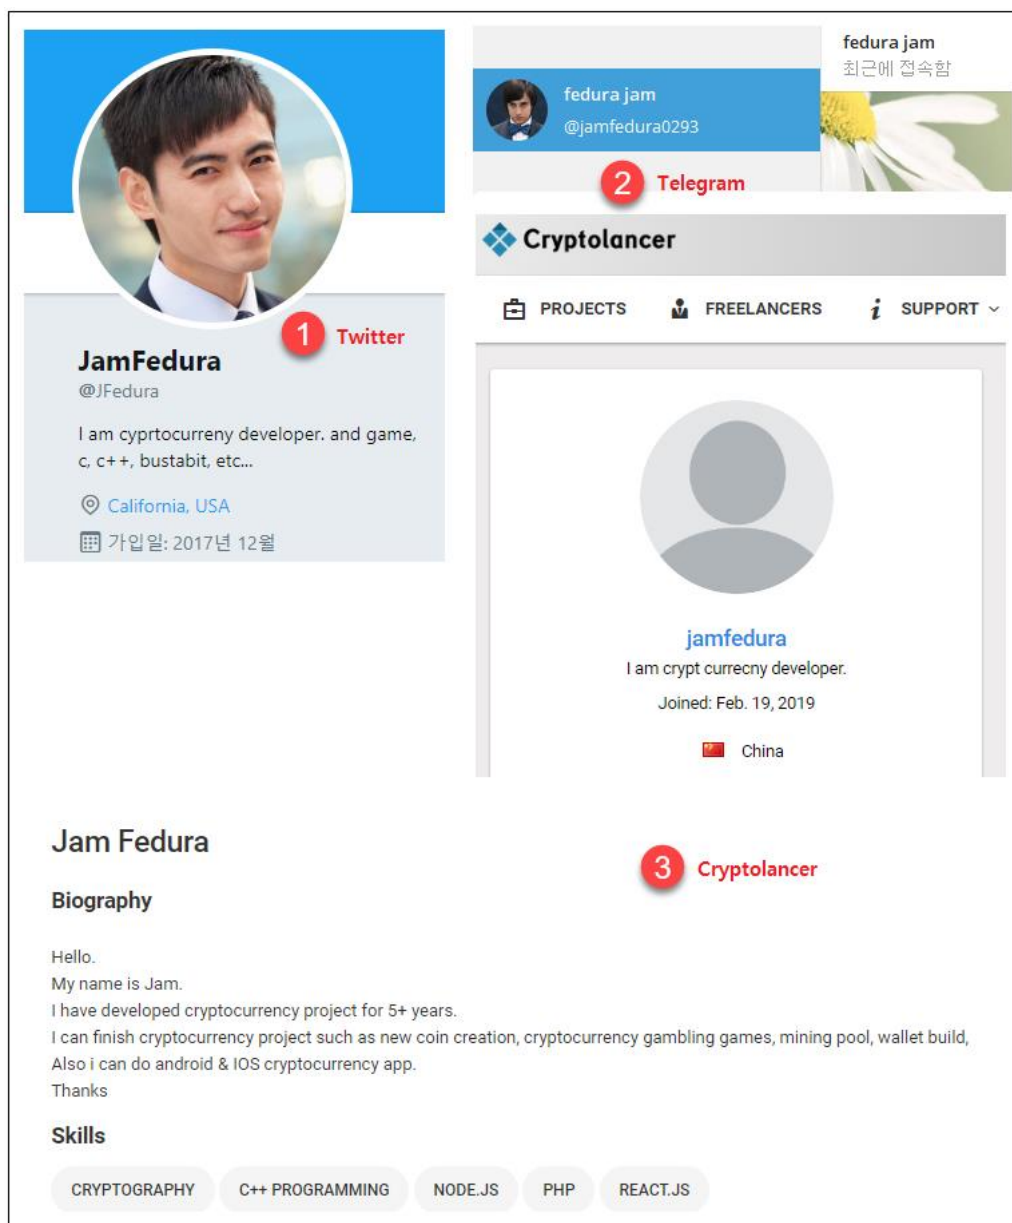 1 Twitter
JamFedura
@JFedura
I am cyprtocurreny developer. and game,
c, c++, bustabit, etc...
California, USA
가입일: 2017년 12월
fedura jam
@jamfedura0293
fedura jam
최근에 접속함
2 Telegram
Cryptolancer
PROJECTS FREELANCERS i SUPPORT
jamfedura
I am crypt currecny developer.
Joined: Feb. 19, 2019
China
Jam Fedura
3 Cryptolancer
Biography
Hello.
My name is Jam.
I have developed cryptocurrency project for 5+ years.
I can finish cryptocurrency project such as new coin creation, cryptocurrency gambling games, mining pool, wallet build,
Also i can do android & IOS cryptocurrency app.
Thanks
Skills
CRYPTOGRAPHY C++ PROGRAMMING NODE.JS PHP REACT.JS